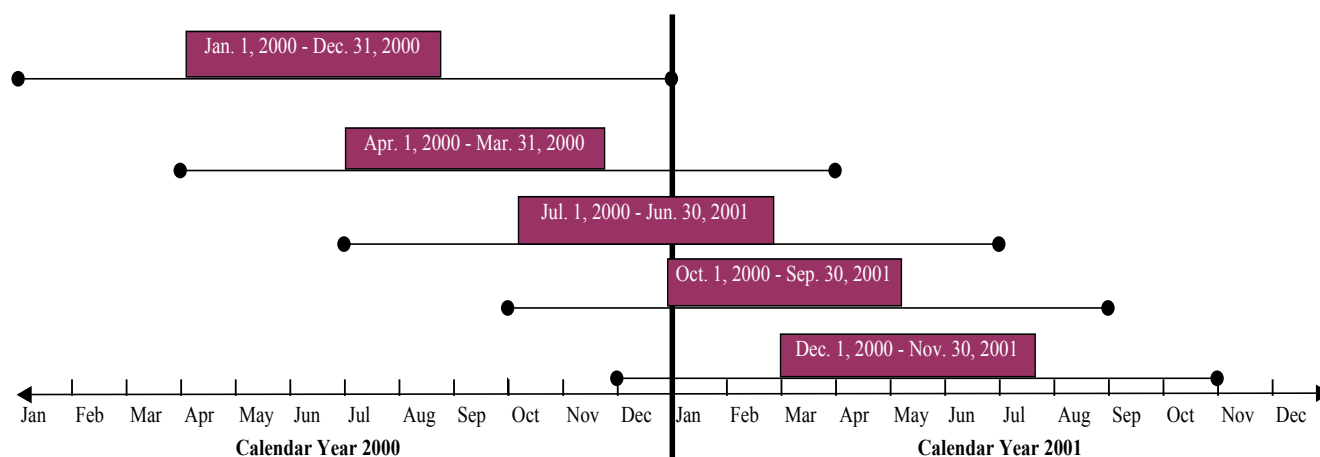 Jan. 1, 2000 - Dec. 31, 2000
Apr. 1, 2000 - Mar. 31, 2000
Jul. 1, 2000 - Jun. 30, 2001
Oct. 1, 2000 - Sep. 30, 2001
Dec. 1, 2000 - Nov. 30, 2001
Jan Feb Mar Apr May Jun Jul Aug Sep Oct Nov Dec Jan Feb Mar Apr May Jun Jul Aug Sep Oct Nov Dec
Calendar Year 2000 Calendar Year 2001